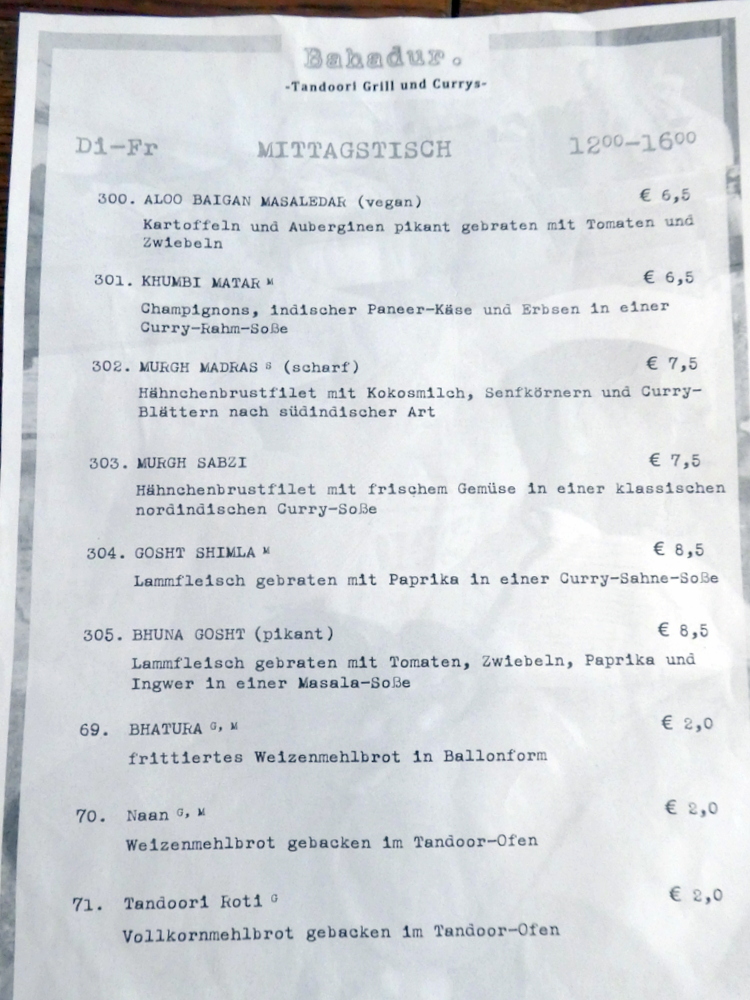 Bahadur.
-Tandoori Grill und Currys-
Di-Fr MITTAGSTISCH 12⁰⁰-16⁰⁰
300. ALOO BAIGAN MASALEDAR (vegan) € 6,5
Kartoffeln und Auberginen pikant gebraten mit Tomaten und
Zwiebeln
301. KHUMBI MATAR ᴹ € 6,5
Champignons, indischer Paneer-Käse und Erbsen in einer
Curry-Rahm-Soße
302. MURGH MADRAS ˢ (scharf) € 7,5
Hähnchenbrustfilet mit Kokosmilch, Senfkörnern und Curry-
Blättern nach südindischer Art
303. MURGH SABZI € 7,5
Hähnchenbrustfilet mit frischem Gemüse in einer klassischen
nordindischen Curry-Soße
304. GOSHT SHIMLA ᴹ € 8,5
Lammfleisch gebraten mit Paprika in einer Curry-Sahne-Soße
305. BHUNA GOSHT (pikant) € 8,5
Lammfleisch gebraten mit Tomaten, Zwiebeln, Paprika und
Ingwer in einer Masala-Soße
69. BHATURA ᴳ, ᴹ € 2,0
frittiertes Weizenmehlbrot in Ballonform
70. Naan ᴳ, ᴹ € 2,0
Weizenmehlbrot gebacken im Tandoor-Ofen
71. Tandoori Roti ᴳ € 2,0
Vollkornmehlbrot gebacken im Tandoor-Ofen